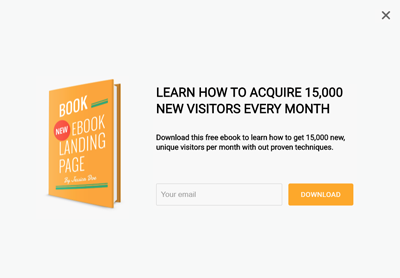 BOOK
NEW
EBOOK
LANDING
PAGE
By Jessica Doe
LEARN HOW TO ACQUIRE 15,000
NEW VISITORS EVERY MONTH
Download this free ebook to learn how to get 15,000 new,
unique visitors per month with out proven techniques.
Your email
DOWNLOAD